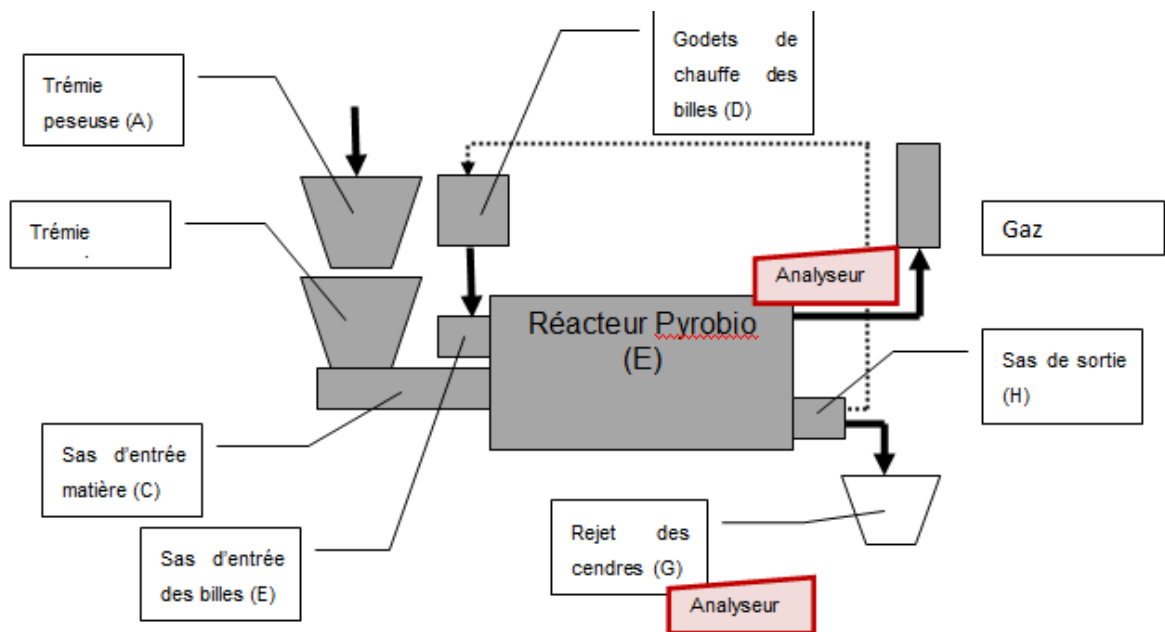 Godets de
chauffe des
billes (D)
Trémie
peseuse (A)
Trémie
Gaz
Analyseur
Réacteur Pyrobio
(E)
Sas de sortie
(H)
Sas d'entrée
matière (C)
Rejet des
cendres (G)
Sas d'entrée
des billes (E)
Analyseur